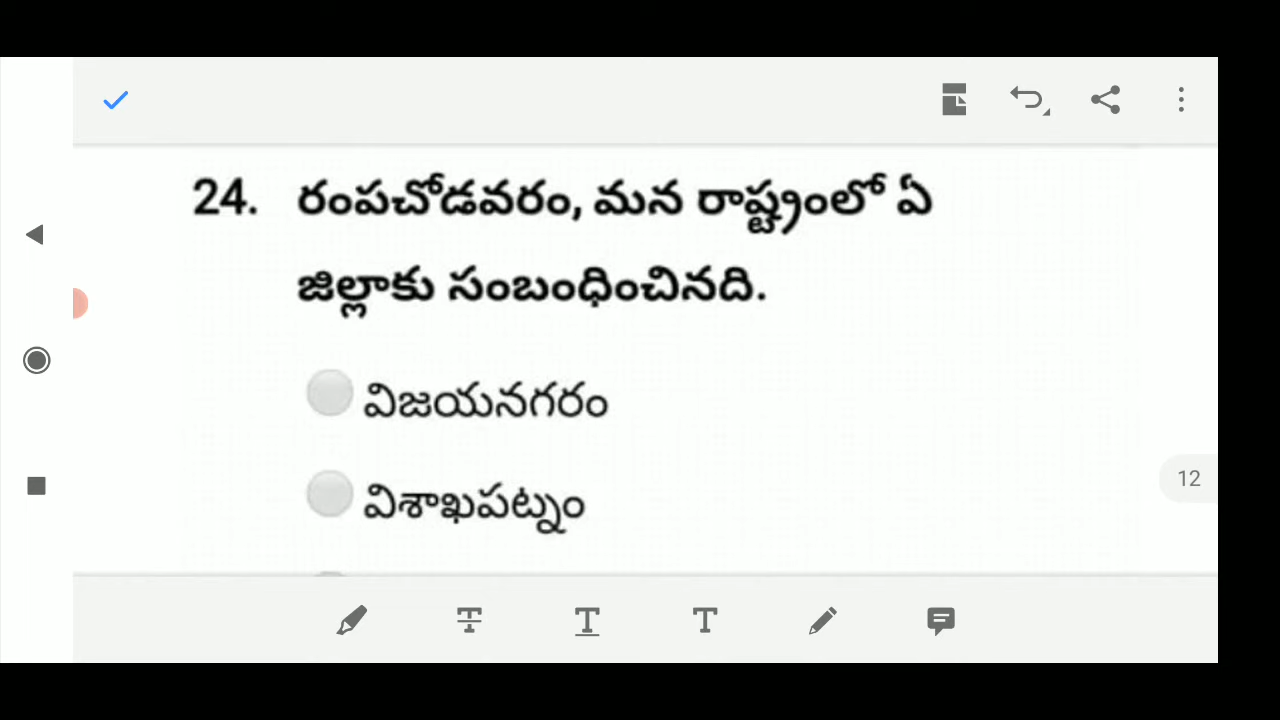 24. రంపచోడవరం, మన రాష్ట్రంలో ఏ
జిల్లాకు సంబంధించినది.
విజయనగరం
విశాఖపట్నం
12